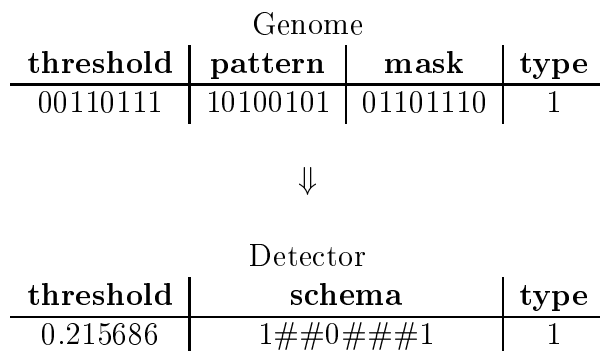 Genome
threshold pattern mask type
00110111 10100101 01101110 1
⇓
Detector
threshold schema type
0.215686 1##0###1 1